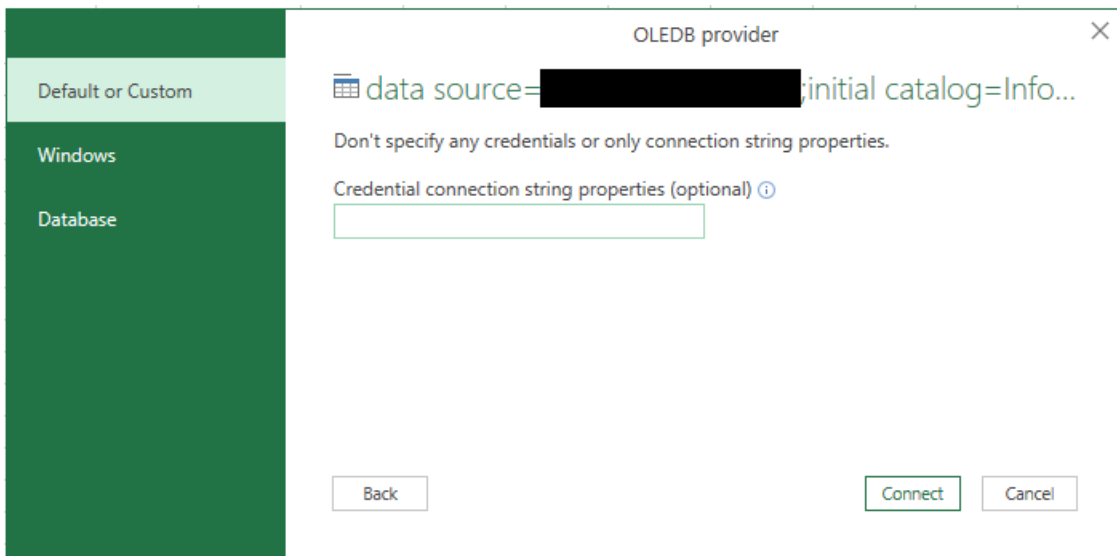 OLEDB provider
Default or Custom
Windows
Database
data source=
;initial catalog=Info...
Don't specify any credentials or only connection string properties.
Credential connection string properties (optional)
Back
Connect
Cancel